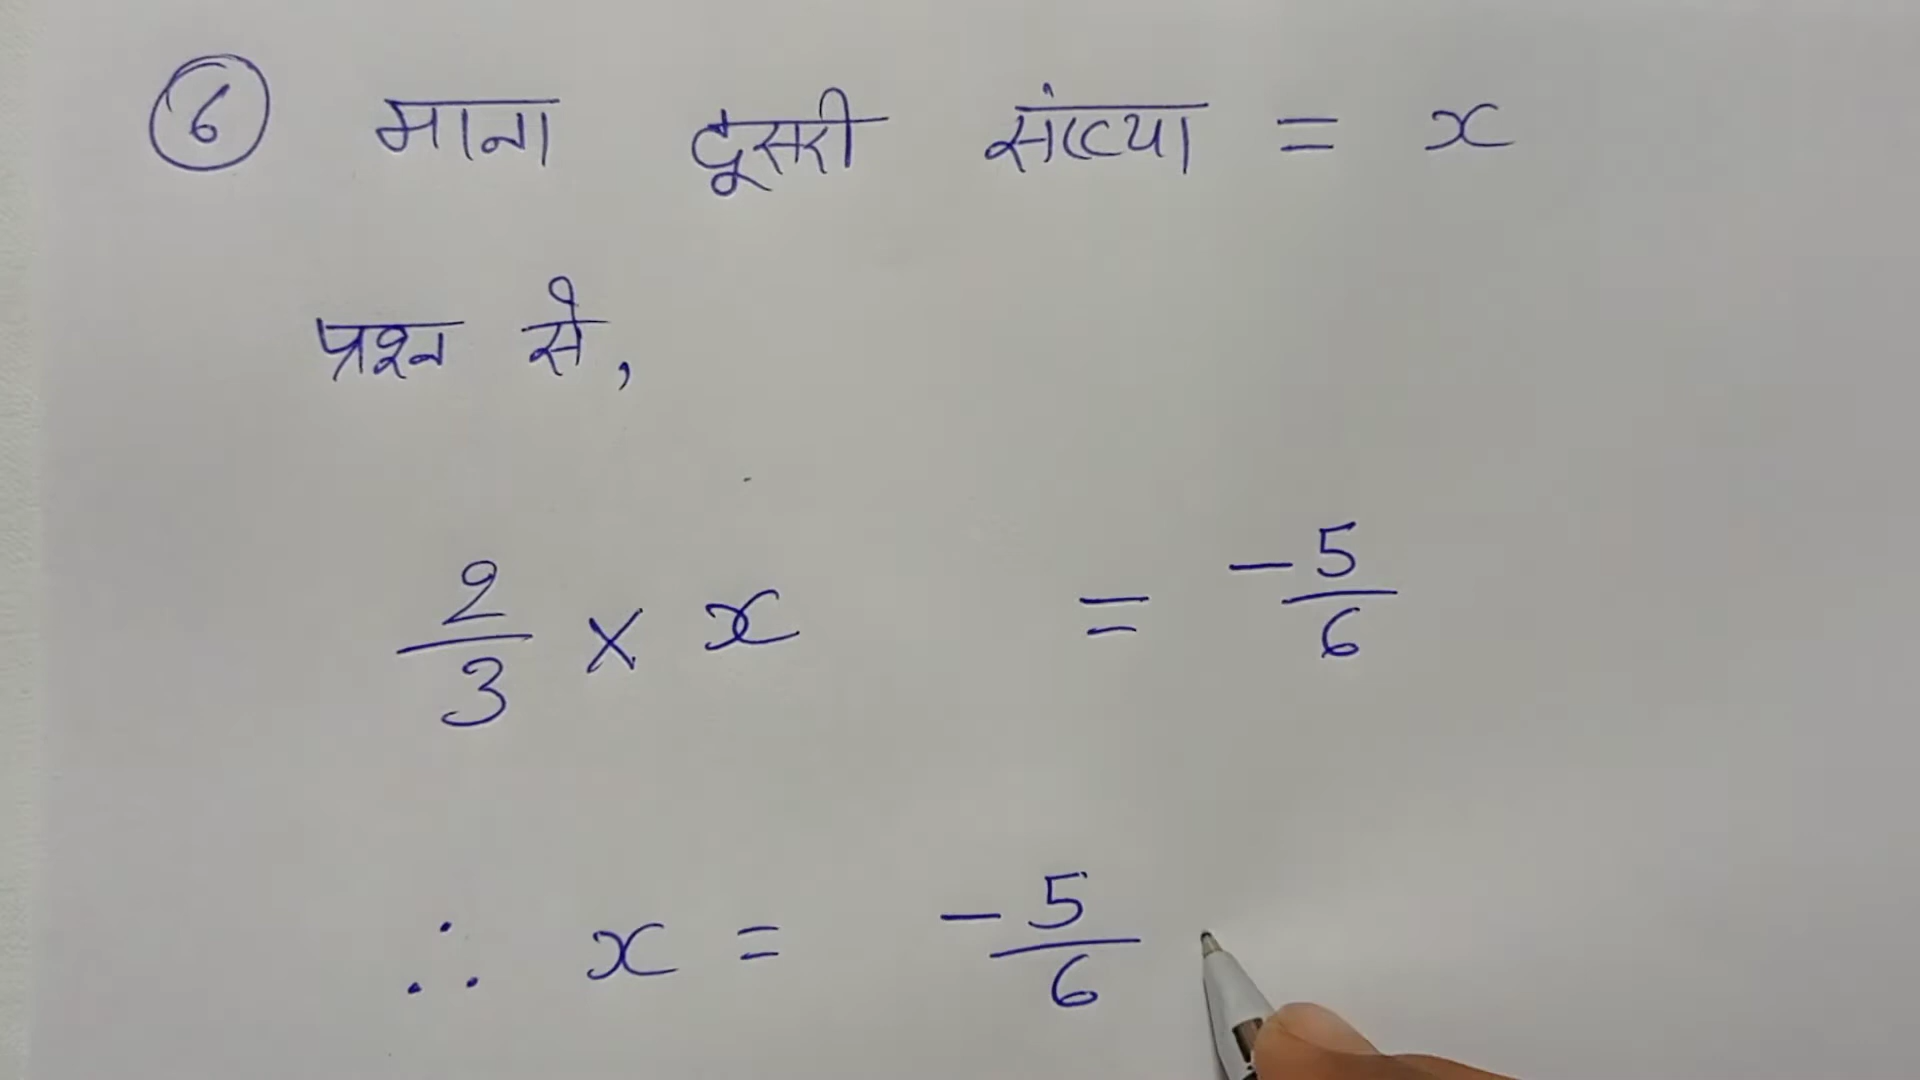 6 माना दूसरी संख्या = x
प्रश्न से,
2/3 × x = -5/6
∴ x = -5/6